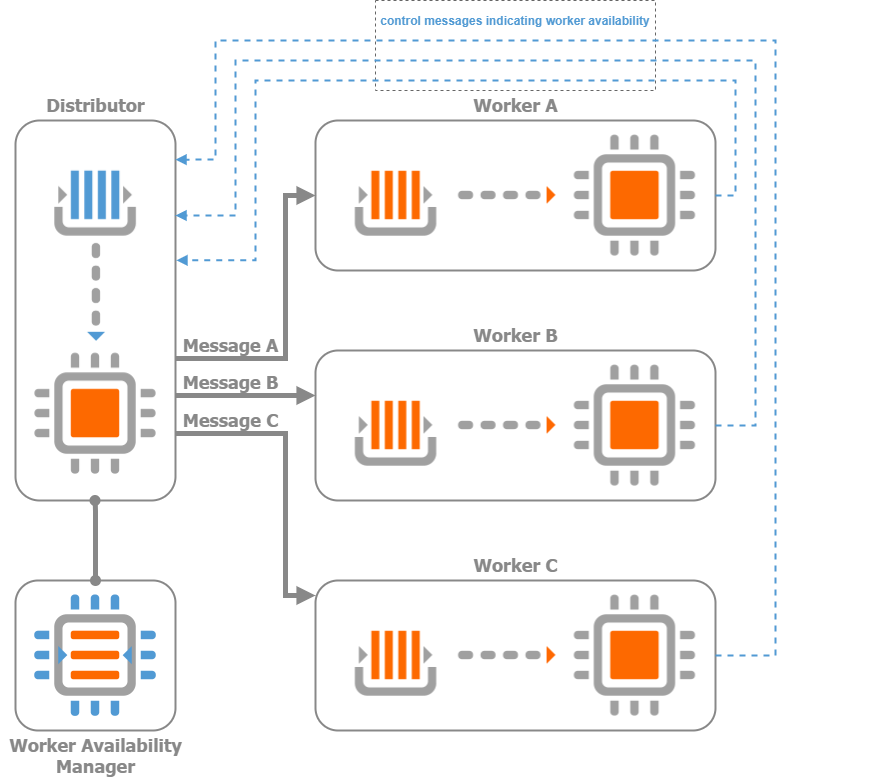 control messages indicating worker availability
Distributor
Worker A
Message A
Worker B
Message B
Message C
Worker C
Worker Availability
Manager